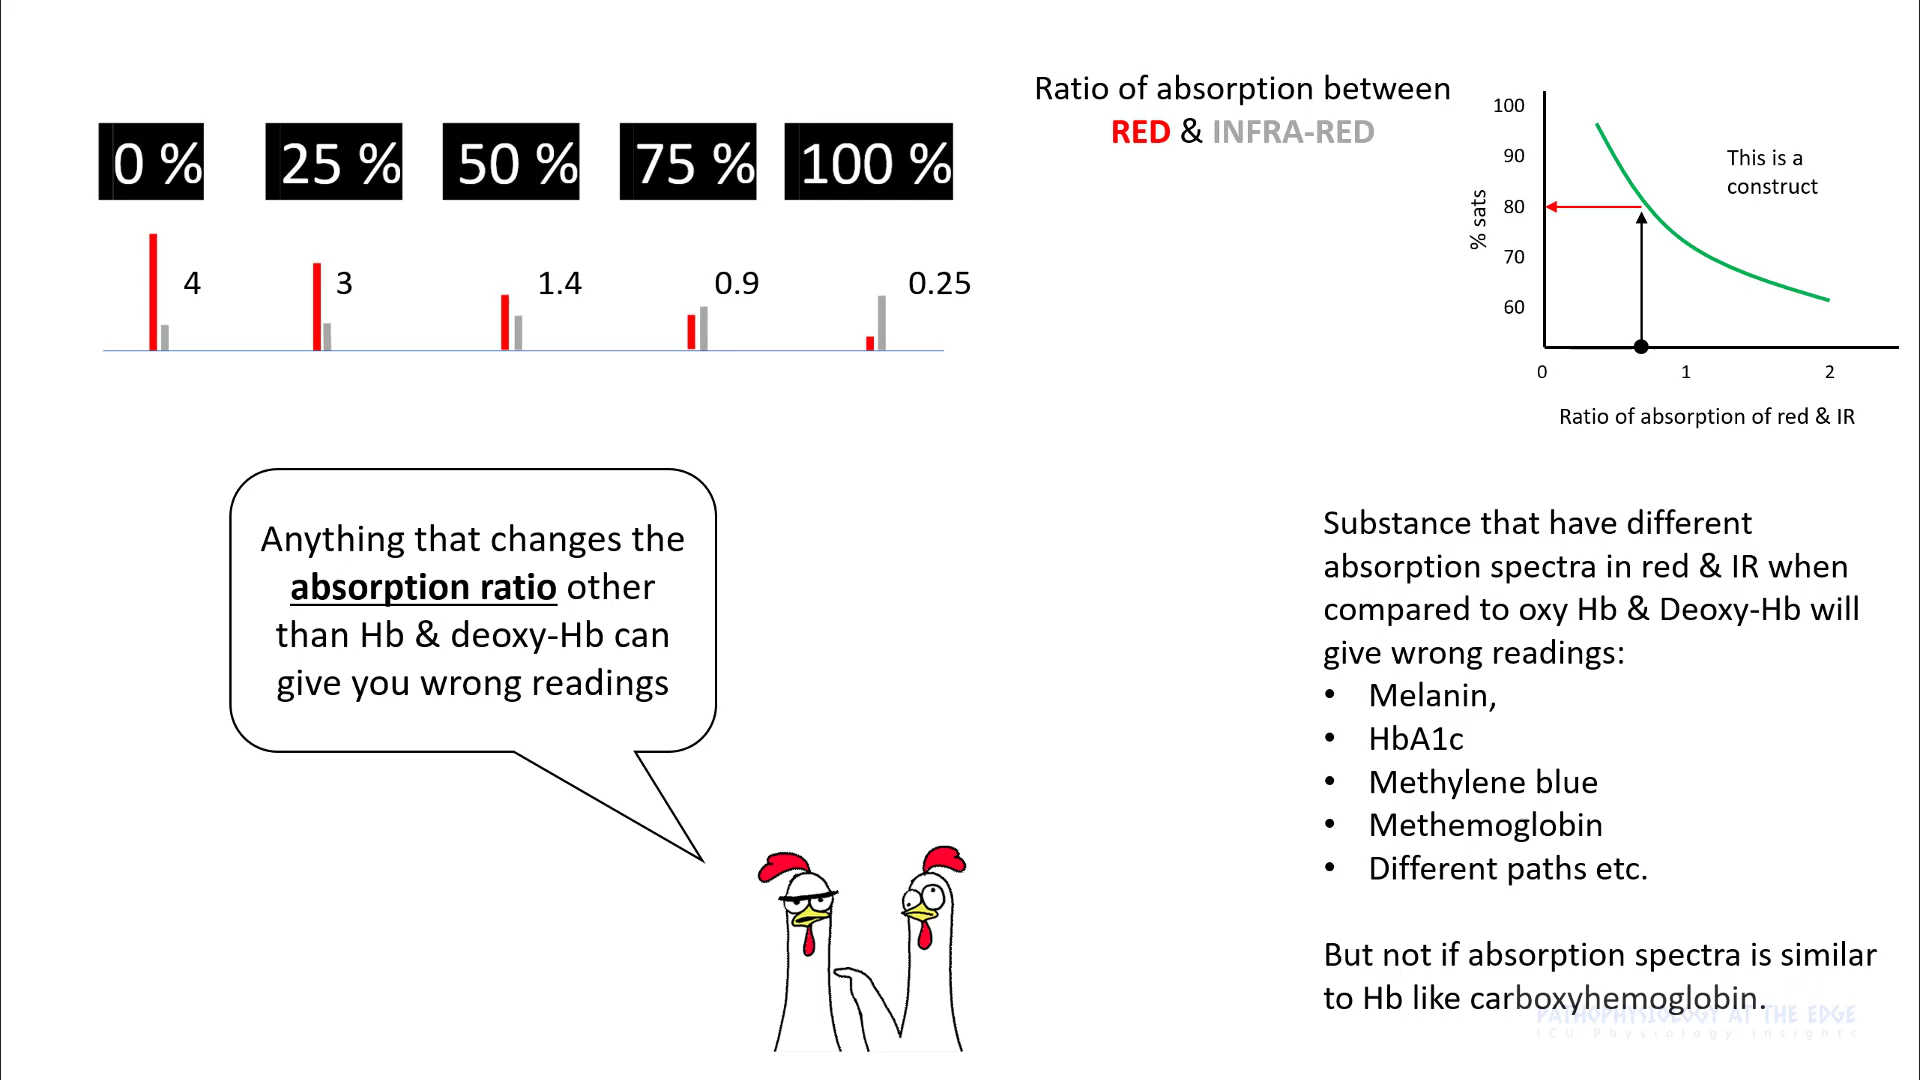 0 %
25 %
50 %
75 %
100 %
4
3
1.4
0.9
0.25
Ratio of absorption between
RED & INFRA-RED
100
90
80
70
60
% sats
This is a
construct
0
1
2
Ratio of absorption of red & IR
Anything that changes the
absorption ratio other
than Hb & deoxy-Hb can
give you wrong readings
Substance that have different
absorption spectra in red & IR when
compared to oxy Hb & Deoxy-Hb will
give wrong readings:
• Melanin,
• HbA1c
• Methylene blue
• Methemoglobin
• Different paths etc.
But not if absorption spectra is similar
to Hb like carboxyhemoglobin.
PATHOPHYSIOLOGY AT THE EDGE
ICU Physiology Insights